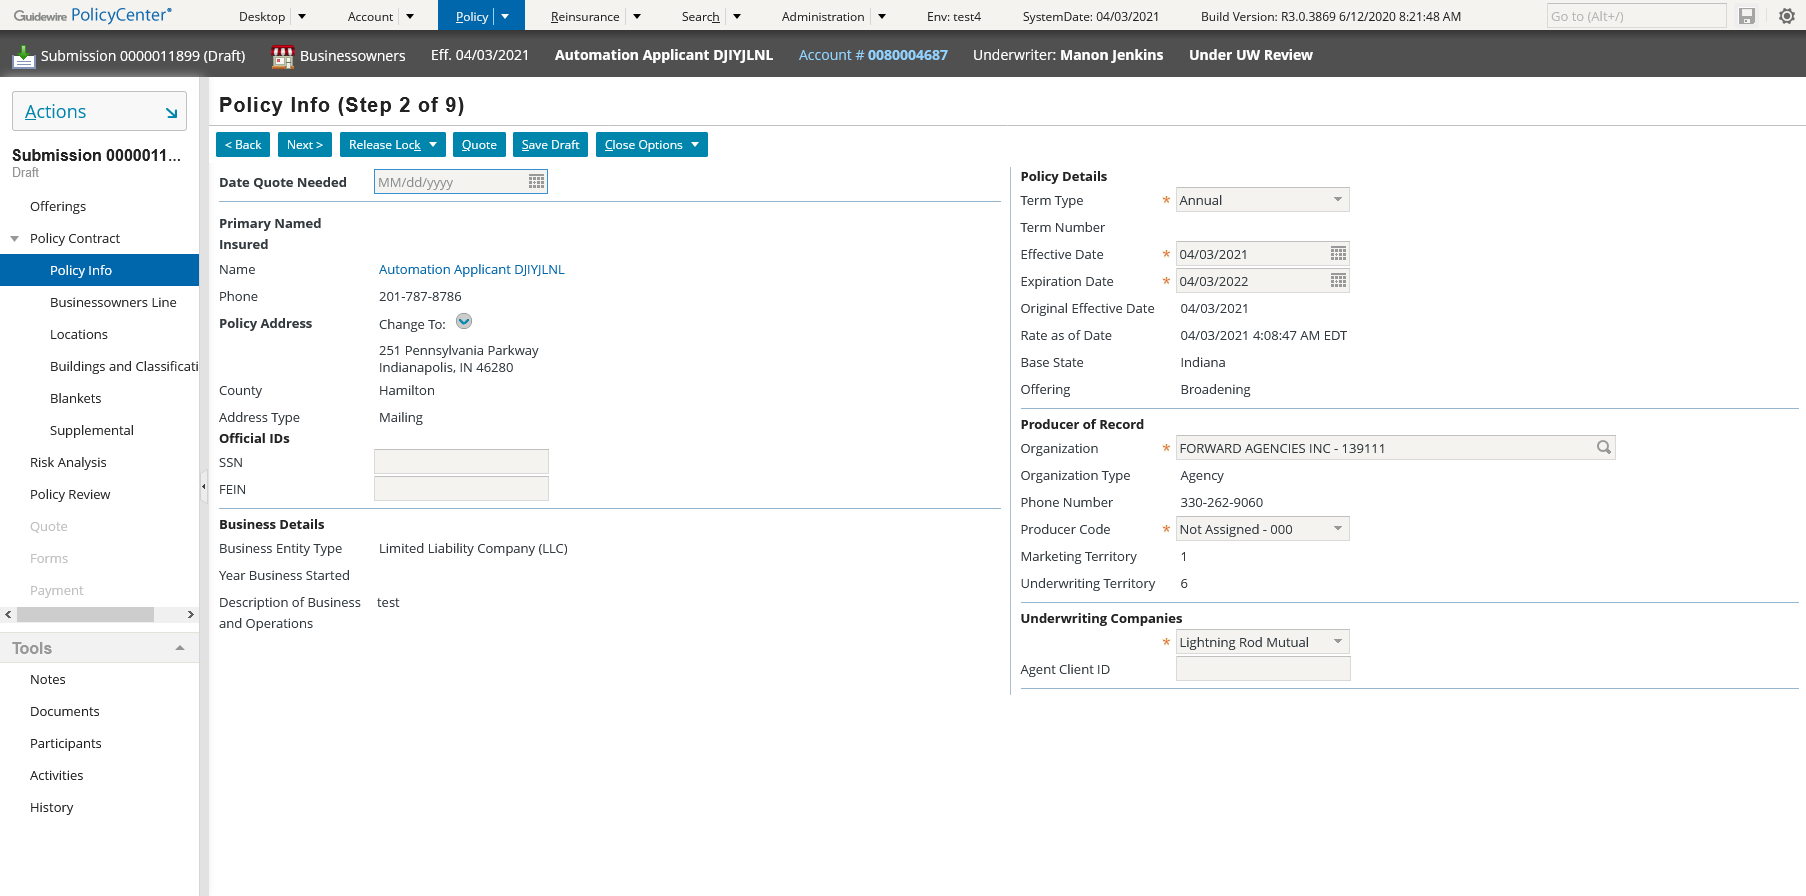 Guidewire PolicyCenter®
Desktop
Account
Policy
Reinsurance
Search
Administration
Env: test4
SystemDate: 04/03/2021
Build Version: R3.0.3869 6/12/2020 8:21:48 AM
Go to (Alt+/)
Submission 0000011899 (Draft)
Businessowners
Eff. 04/03/2021
Automation Applicant DJIYJLNL
Account # 0080004687
Underwriter: Manon Jenkins
Under UW Review
Actions
Submission 0000011...
Draft
Offerings
Policy Contract
Policy Info
Businessowners Line
Locations
Buildings and Classificati
Blankets
Supplemental
Risk Analysis
Policy Review
Quote
Forms
Payment
Tools
Notes
Documents
Participants
Activities
History
Policy Info (Step 2 of 9)
< Back
Next >
Release Lock
Quote
Save Draft
Close Options
Date Quote Needed
MM/dd/yyyy
Primary Named
Insured
Name Automation Applicant DJIYJLNL
Phone 201-787-8786
Policy Address Change To:
251 Pennsylvania Parkway
Indianapolis, IN 46280
County Hamilton
Address Type Mailing
Official IDs
SSN
FEIN
Business Details
Business Entity Type Limited Liability Company (LLC)
Year Business Started
Description of Business test
and Operations
Policy Details
Term Type * Annual
Term Number
Effective Date * 04/03/2021
Expiration Date * 04/03/2022
Original Effective Date 04/03/2021
Rate as of Date 04/03/2021 4:08:47 AM EDT
Base State Indiana
Offering Broadening
Producer of Record
Organization * FORWARD AGENCIES INC - 139111
Organization Type Agency
Phone Number 330-262-9060
Producer Code * Not Assigned - 000
Marketing Territory 1
Underwriting Territory 6
Underwriting Companies
* Lightning Rod Mutual
Agent Client ID